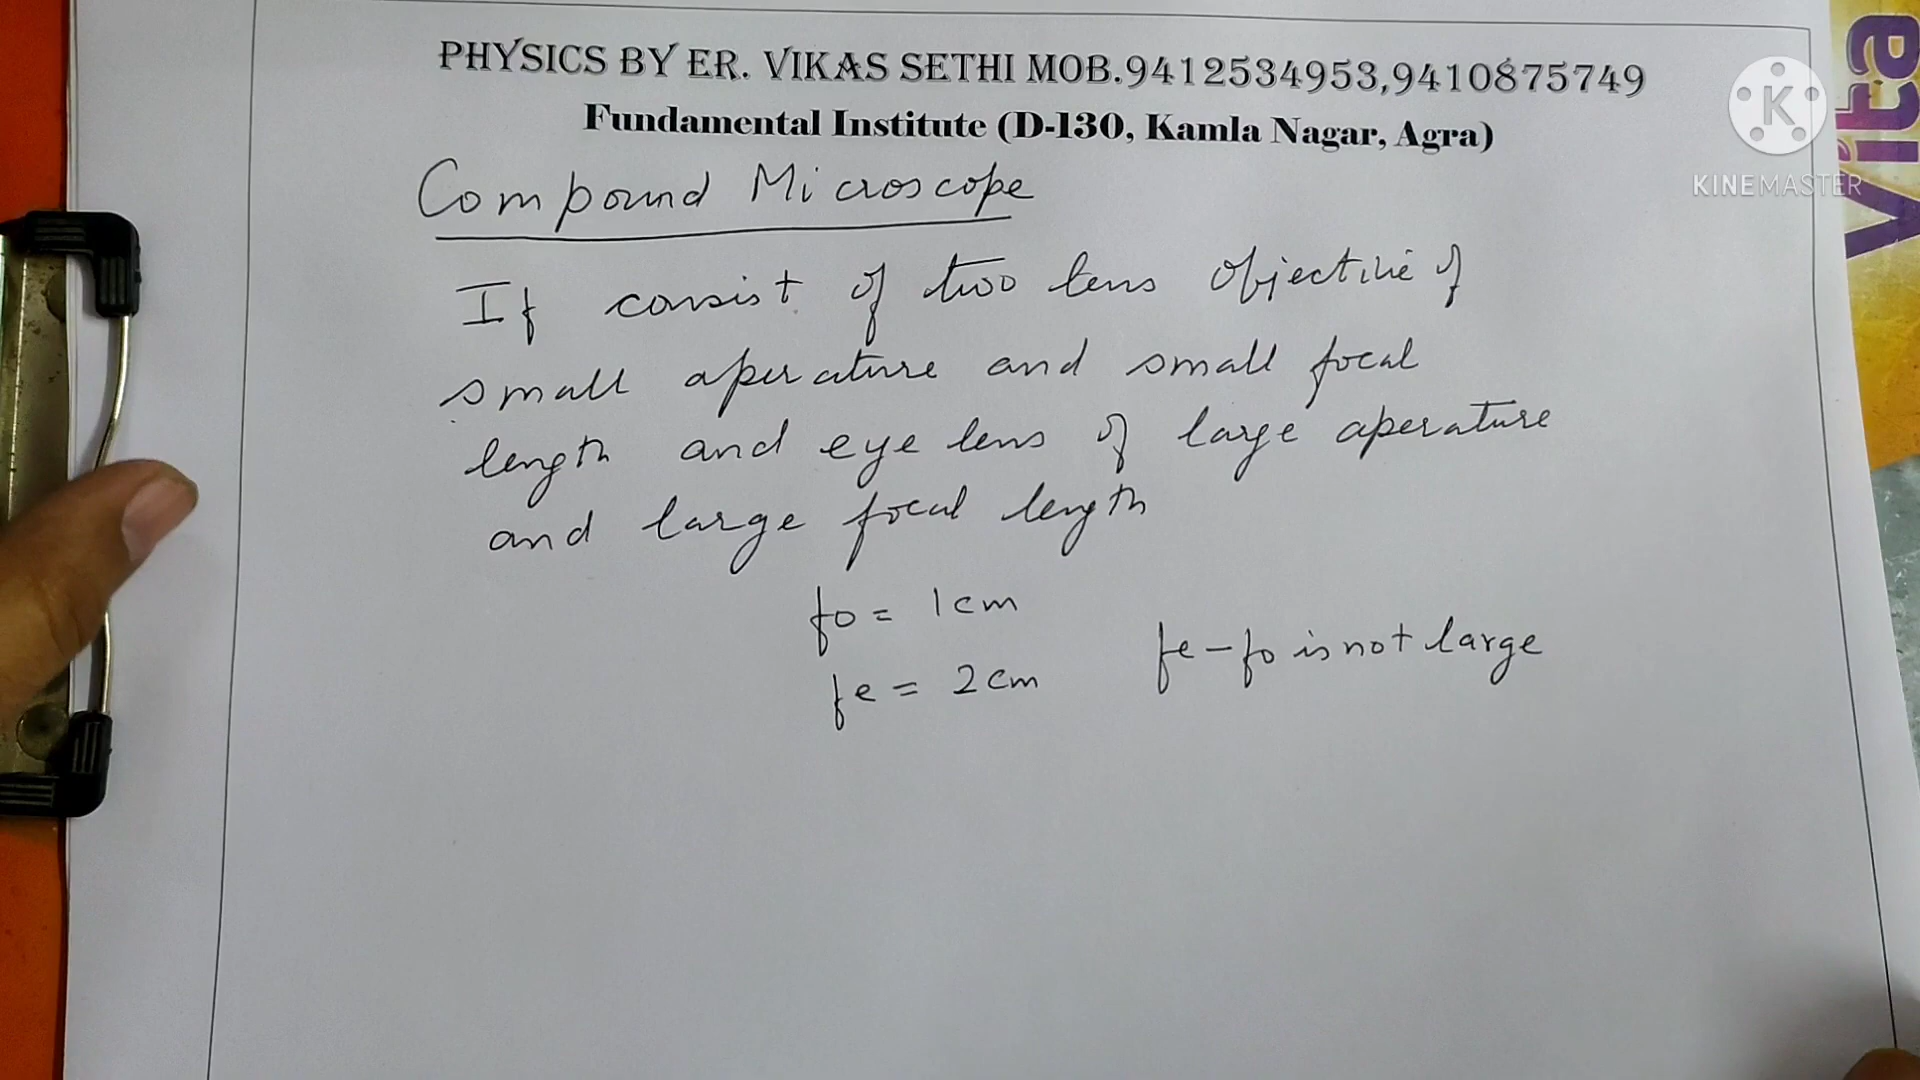 PHYSICS BY ER. VIKAS SETHI MOB.9412534953,9410875749
Fundamental Institute (D-130, Kamla Nagar, Agra)
Compound Microscope
It consist of two lens objective of
small aperature and small focal
length and eye lens of large aperature
and large focal length
fo = 1cm
fe = 2cm
fe - fo is not large
K
KINEMASTER
Vita